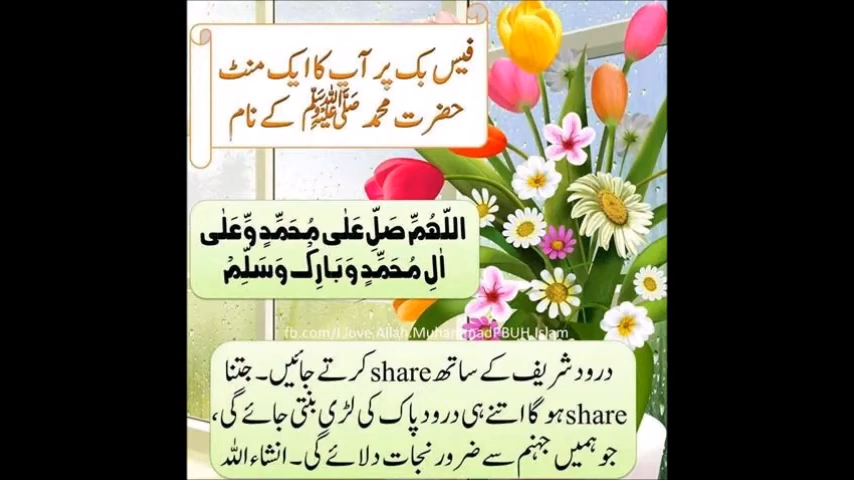 فیس بک پر آپ کا ایک منٹ
حضرت محمد ﷺ کے نام
اللّٰهُمَّ صَلِّ عَلٰى مُحَمَّدٍ وَّعَلٰى
اٰلِ مُحَمَّدٍ وَبَارِكْ وَسَلِّمْ
fb.com/I.love.Allah.MuhammadPBUH.Islam
درود شریف کے ساتھ share کرتے جائیں۔ جتنا
share ہو گا اتنے ہی درود پاک کی لڑی بنتی جائے گی،
جو ہمیں جہنم سے ضرور نجات دلائے گی۔ انشاءاللہ